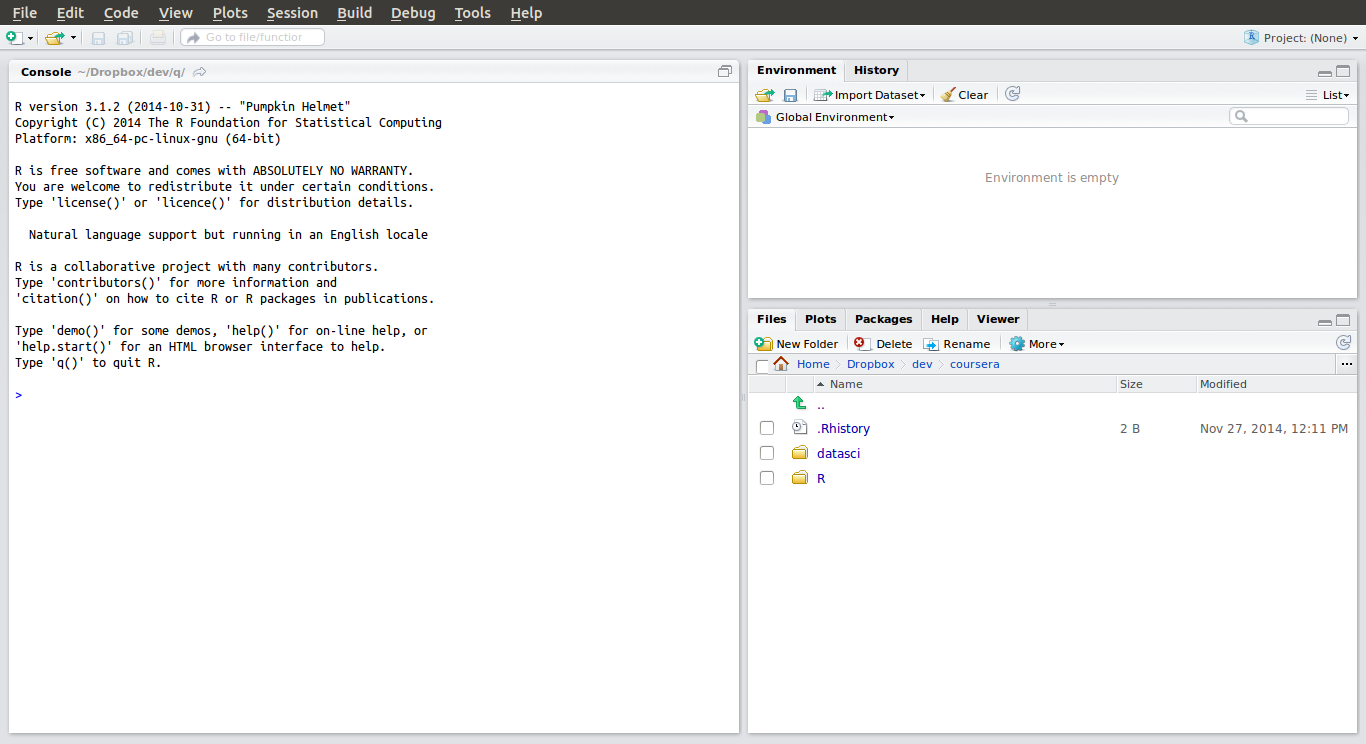 File Edit Code View Plots Session Build Debug Tools Help
Go to file/function
Project: (None)
Console ~/Dropbox/dev/q/
R version 3.1.2 (2014-10-31) -- "Pumpkin Helmet"
Copyright (C) 2014 The R Foundation for Statistical Computing
Platform: x86_64-pc-linux-gnu (64-bit)
R is free software and comes with ABSOLUTELY NO WARRANTY.
You are welcome to redistribute it under certain conditions.
Type 'license()' or 'licence()' for distribution details.
Natural language support but running in an English locale
R is a collaborative project with many contributors.
Type 'contributors()' for more information and
'citation()' on how to cite R or R packages in publications.
Type 'demo()' for some demos, 'help()' for on-line help, or
'help.start()' for an HTML browser interface to help.
Type 'q()' to quit R.
>
Environment History
Import Dataset Clear List
Global Environment
Environment is empty
Files Plots Packages Help Viewer
New Folder Delete Rename More
Home Dropbox dev coursera ...
Name Size Modified
..
.Rhistory 2 B Nov 27, 2014, 12:11 PM
datasci
R